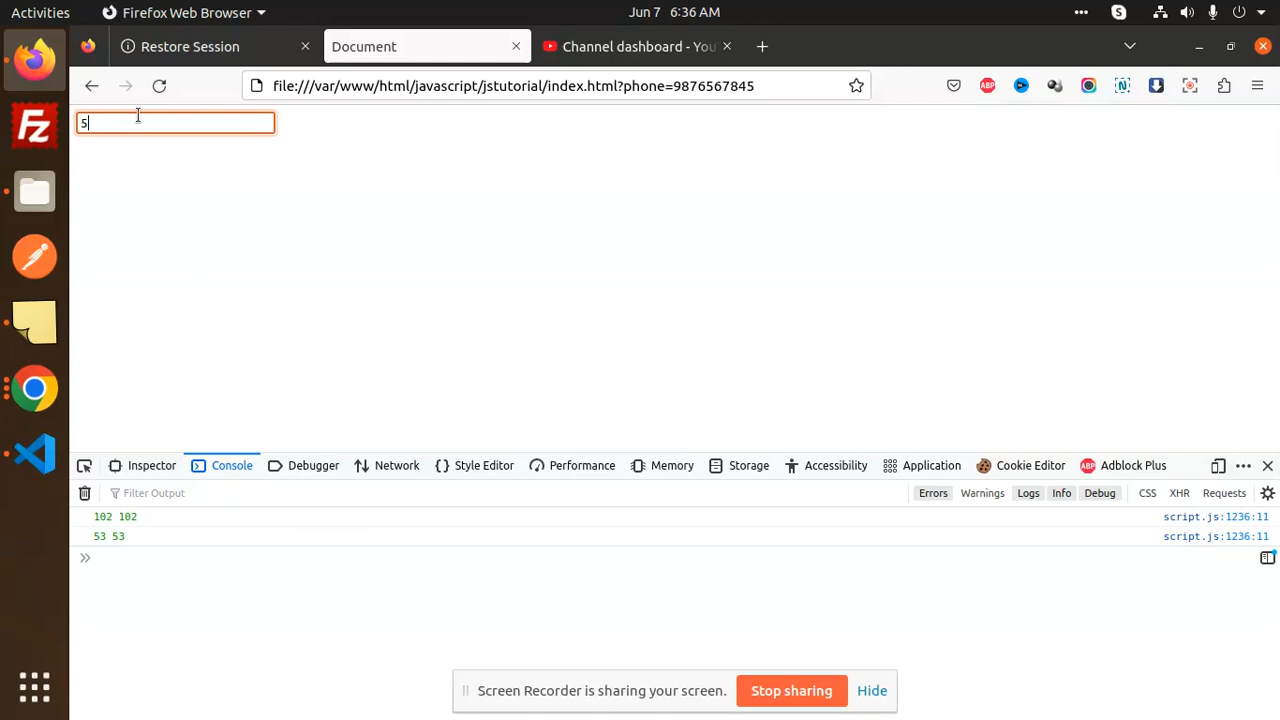 Activities
Firefox Web Browser
Jun 7 6:36 AM
Restore Session
Document
Channel dashboard - You
file:///var/www/html/javascript/jstutorial/index.html?phone=9876567845
5
Inspector
Console
Debugger
Network
Style Editor
Performance
Memory
Storage
Accessibility
Application
Cookie Editor
ABP
Adblock Plus
Filter Output
Errors
Warnings
Logs
Info
Debug
CSS
XHR
Requests
102 102
script.js:1236:11
53 53
script.js:1236:11
Screen Recorder is sharing your screen.
Stop sharing
Hide